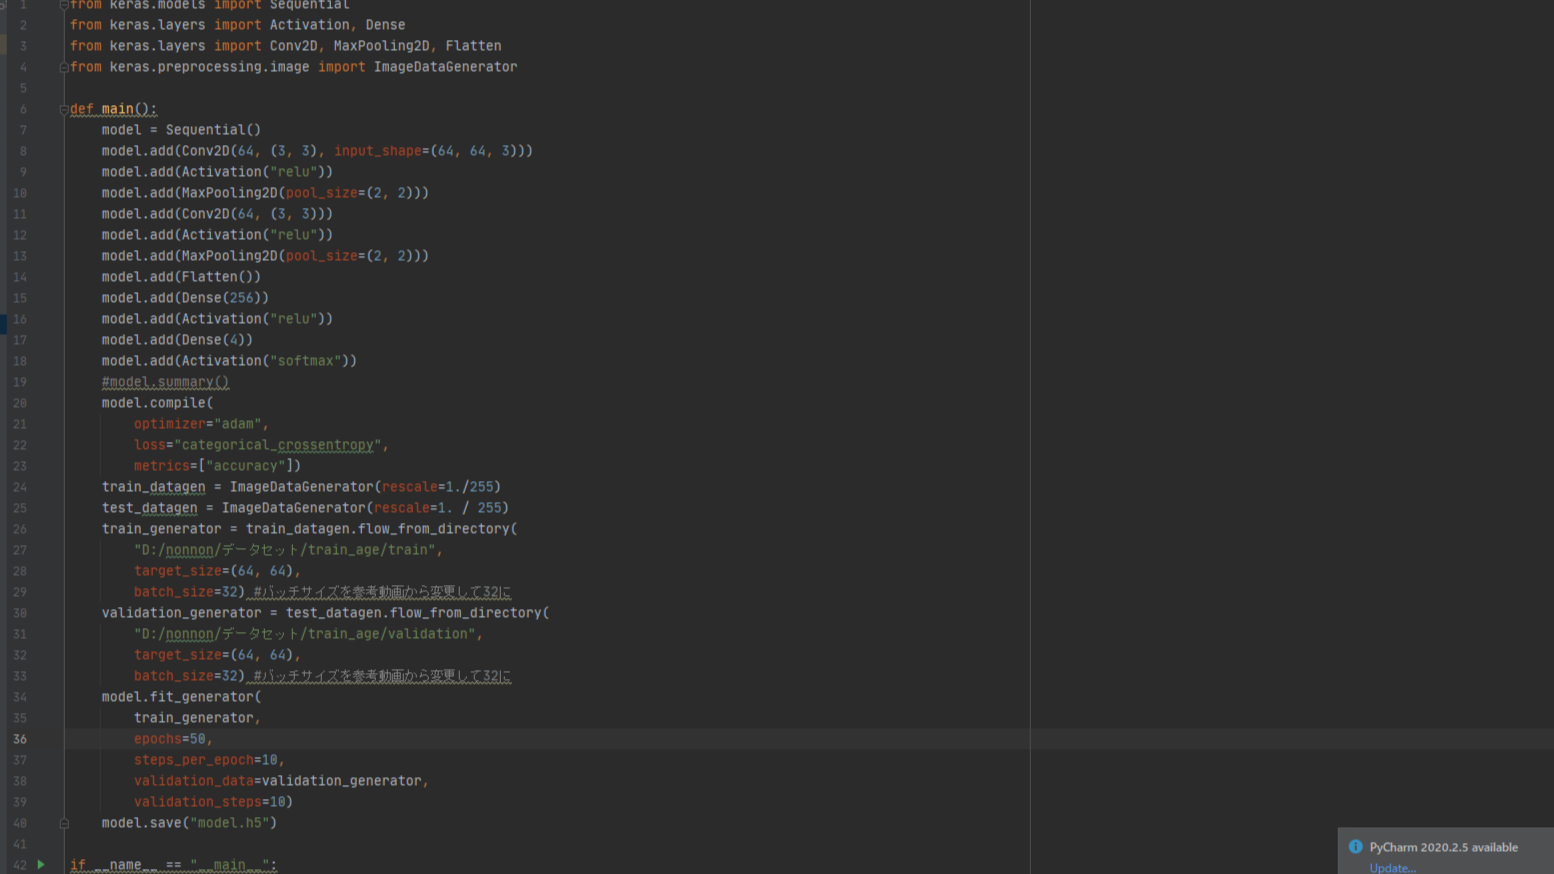 1 from keras.models import Sequential
2 from keras.layers import Activation, Dense
3 from keras.layers import Conv2D, MaxPooling2D, Flatten
4 from keras.preprocessing.image import ImageDataGenerator
5
6 def main():
7 model = Sequential()
8 model.add(Conv2D(64, (3, 3), input_shape=(64, 64, 3)))
9 model.add(Activation("relu"))
10 model.add(MaxPooling2D(pool_size=(2, 2)))
11 model.add(Conv2D(64, (3, 3)))
12 model.add(Activation("relu"))
13 model.add(MaxPooling2D(pool_size=(2, 2)))
14 model.add(Flatten())
15 model.add(Dense(256))
16 model.add(Activation("relu"))
17 model.add(Dense(4))
18 model.add(Activation("softmax"))
19 #model.summary()
20 model.compile(
21 optimizer="adam",
22 loss="categorical_crossentropy",
23 metrics=["accuracy"])
24 train_datagen = ImageDataGenerator(rescale=1./255)
25 test_datagen = ImageDataGenerator(rescale=1. / 255)
26 train_generator = train_datagen.flow_from_directory(
27 "D:/nonnon/データセット/train_age/train",
28 target_size=(64, 64),
29 batch_size=32) #バッチサイズを参考動画から変更して32に
30 validation_generator = test_datagen.flow_from_directory(
31 "D:/nonnon/データセット/train_age/validation",
32 target_size=(64, 64),
33 batch_size=32) #バッチサイズを参考動画から変更して32に
34 model.fit_generator(
35 train_generator,
36 epochs=50,
37 steps_per_epoch=10,
38 validation_data=validation_generator,
39 validation_steps=10)
40 model.save("model.h5")
41
42 if __name__ == "__main__":
PyCharm 2020.2.5 available
Update...